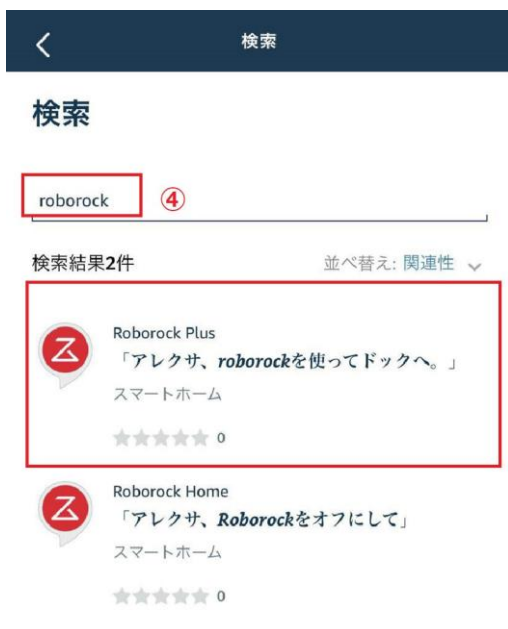 検索
検索
roborock ④
検索結果2件 並べ替え: 関連性
Roborock Plus
「アレクサ、roborockを使ってドックへ。」
スマートホーム
0
Roborock Home
「アレクサ、Roborockをオフにして」
スマートホーム
0